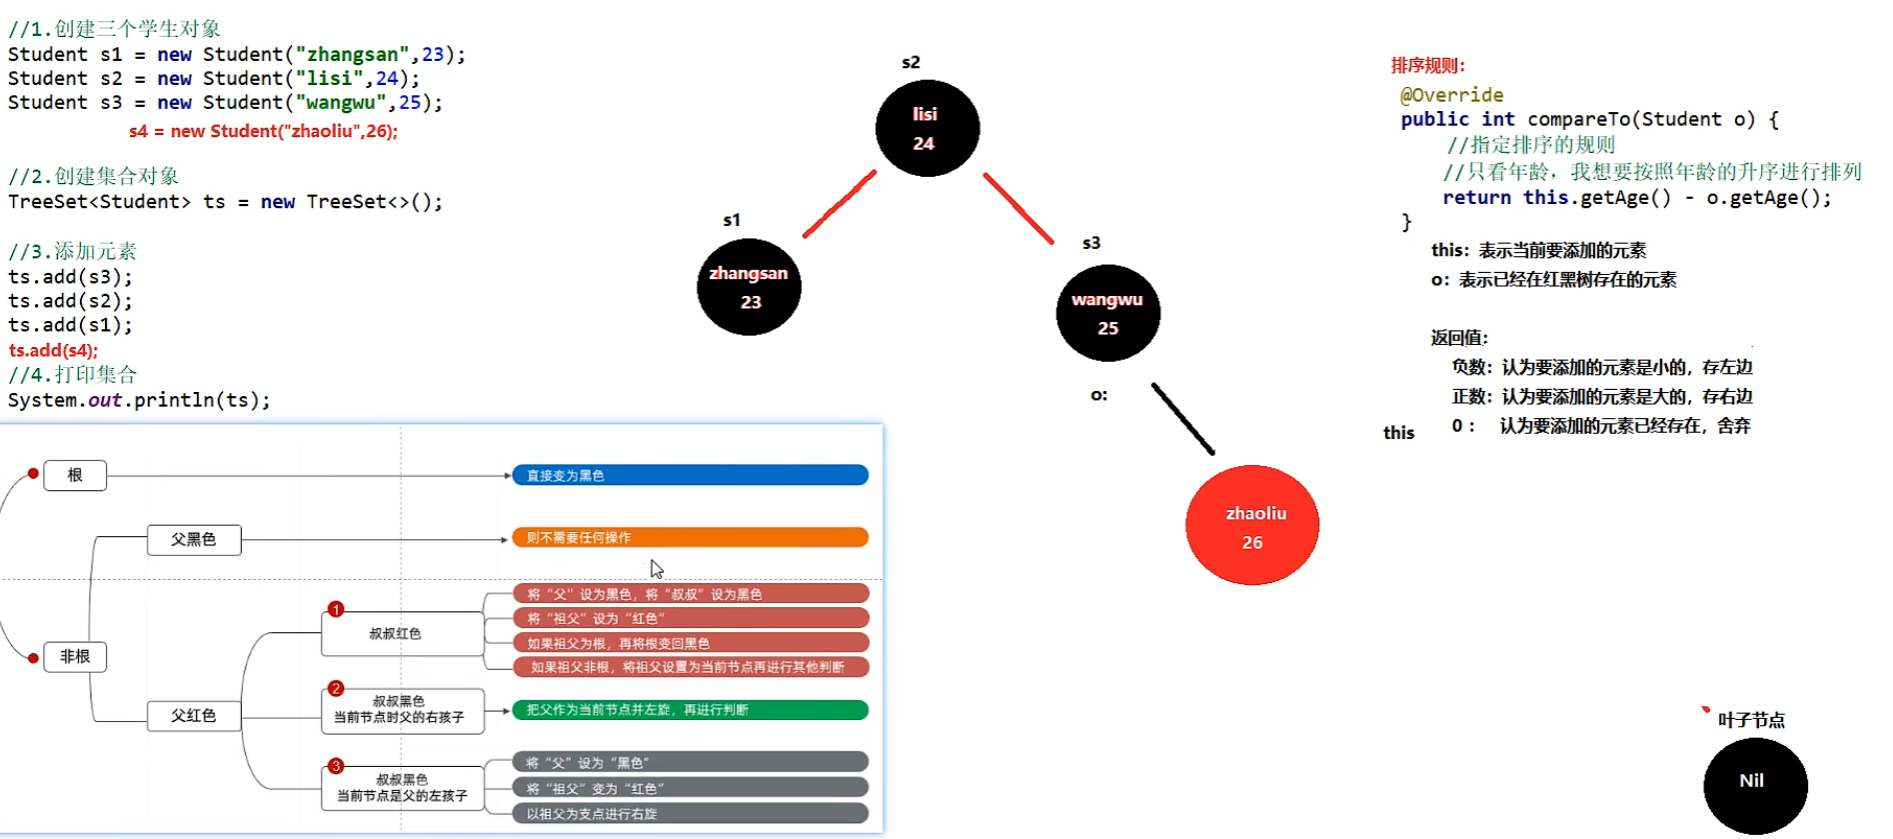 //1.创建三个学生对象
Student s1 = new Student("zhangsan",23);
Student s2 = new Student("lisi",24);
Student s3 = new Student("wangwu",25);
s4 = new Student("zhaoliu",26);
//2.创建集合对象
TreeSet<Student> ts = new TreeSet<>();
//3.添加元素
ts.add(s3);
ts.add(s2);
ts.add(s1);
ts.add(s4);
//4.打印集合
System.out.println(ts);
s2
lisi
24
s1
zhangsan
23
s3
wangwu
25
o:
zhaoliu
26
排序规则：
@Override
public int compareTo(Student o) {
//指定排序的规则
//只看年龄，我想要按照年龄的升序进行排列
return this.getAge() - o.getAge();
}
this：表示当前要添加的元素
o：表示已经在红黑树存在的元素
返回值：
负数：认为要添加的元素是小的，存左边
正数：认为要添加的元素是大的，存右边
0 ： 认为要添加的元素已经存在，舍弃
this
根
直接变为黑色
父黑色
则不需要任何操作
非根
父红色
1
叔叔红色
将“父”设为黑色，将“叔叔”设为黑色
将“祖父”设为“红色“
如果祖父为根，再将根变回黑色
如果祖父非根，将祖父设置为当前节点再进行其他判断
2
叔叔黑色
当前节点时父的右孩子
把父作为当前节点并左旋，再进行判断
3
叔叔黑色
当前节点是父的左孩子
将“父”设为“黑色”
将“祖父”变为“红色“
以祖父为支点进行右旋
叶子节点
Nil